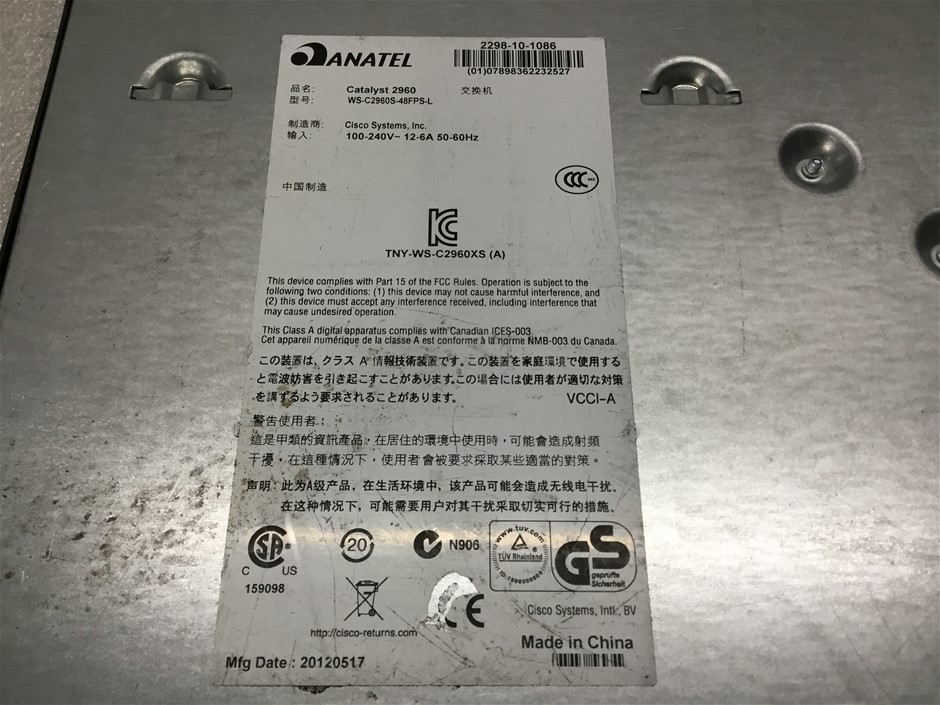 ANATEL
2298-10-1086
(01)07898362232527
品名: Catalyst 2960 交换机
型号: WS-C2960S-48FPS-L
制造商: Cisco Systems, Inc.
输入: 100-240V~ 12-6A 50-60Hz
中国制造
CCC
KC
TNY-WS-C2960XS (A)
This device complies with Part 15 of the FCC Rules. Operation is subject to the
following two conditions: (1) this device may not cause harmful interference, and
(2) this device must accept any interference received, including interference that
may cause undesired operation.
This Class A digital apparatus complies with Canadian ICES-003.
Cet appareil numérique de la classe A est conforme à la norme NMB-003 du Canada.
この装置は、クラス A 情報技術装置です。この装置を家庭環境で使用する
と電波妨害を引き起こすことがあります。この場合には使用者が適切な対策
を講ずるよう要求されることがあります。 VCCI-A
警告使用者:
這是甲類的資訊產品,在居住的環境中使用時,可能會造成射頻
干擾,在這種情況下,使用者會被要求採取某些適當的對策。
声明: 此为A级产品,在生活环境中,该产品可能会造成无线电干扰。
在这种情况下,可能需要用户对其干扰采取切实可行的措施。
SA
C US
159098
20
N906
www.tuv.com
TÜV Rheinland
GS
geprüfte
Sicherheit
CE
Cisco Systems, Intl., BV
http://cisco-returns.com
Made in China
Mfg Date : 20120517